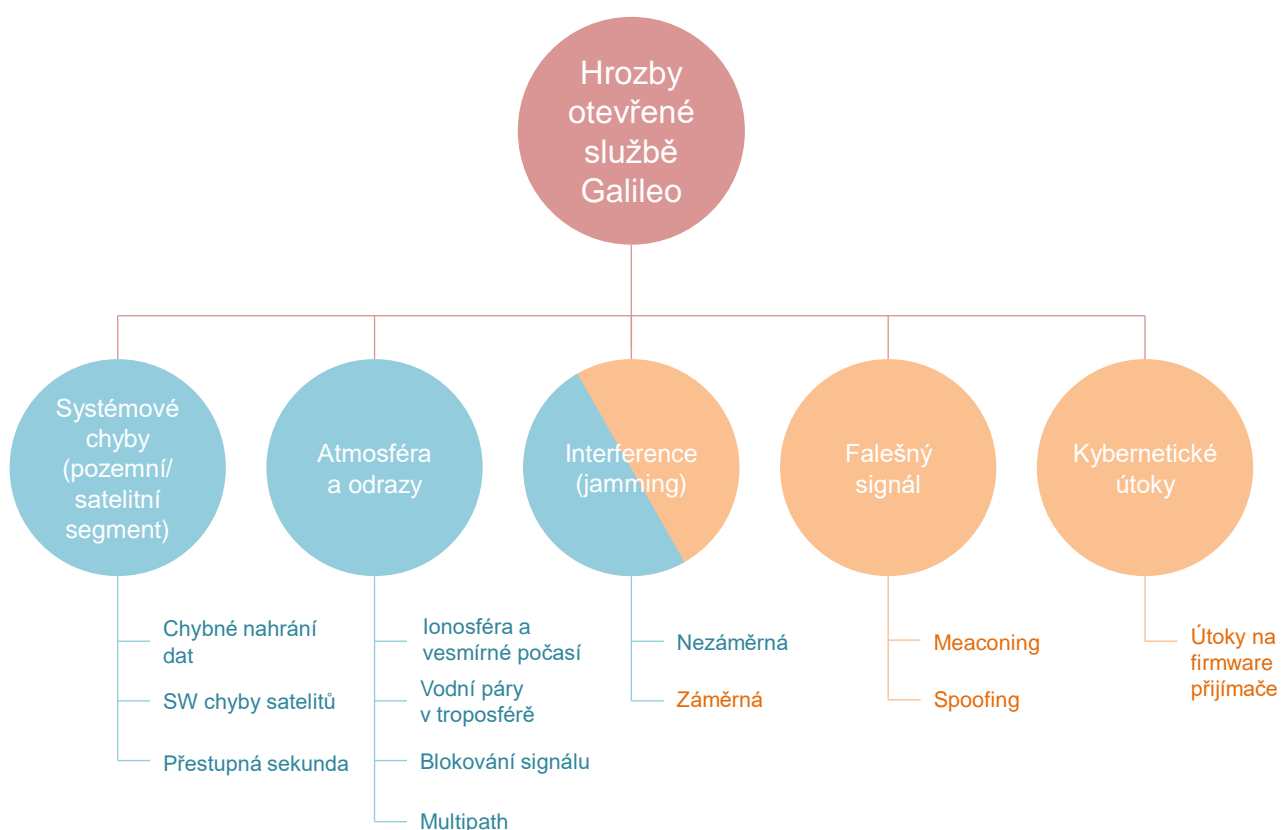 Hrozby
otevřené
službě
Galileo
Systémové
chyby
(pozemní/
satelitní
segment)
Atmosféra
a odrazy
Interference
(jamming)
Falešný
signál
Kybernetické
útoky
Chybné nahrání
dat
SW chyby satelitů
Přestupná sekunda
Ionosféra a
vesmírné počasí
Vodní páry
v troposféře
Blokování signálu
Multipath
Nezáměrná
Záměrná
Meaconing
Spoofing
Útoky na
firmware
přijímače